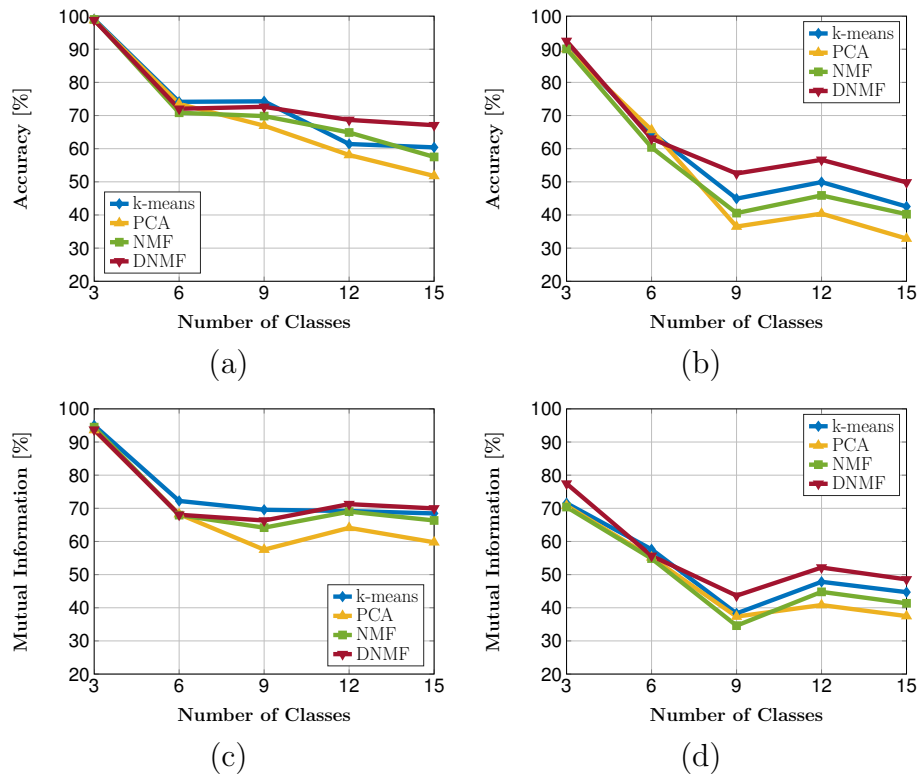 100
90
80
70
60
50
40
30
20
3 6 9 12 15
Accuracy [%]
Number of Classes
k-means
PCA
NMF
DNMF
(a)
100
90
80
70
60
50
40
30
20
3 6 9 12 15
Accuracy [%]
Number of Classes
k-means
PCA
NMF
DNMF
(b)
100
90
80
70
60
50
40
30
20
3 6 9 12 15
Mutual Information [%]
Number of Classes
k-means
PCA
NMF
DNMF
(c)
100
90
80
70
60
50
40
30
20
3 6 9 12 15
Mutual Information [%]
Number of Classes
k-means
PCA
NMF
DNMF
(d)